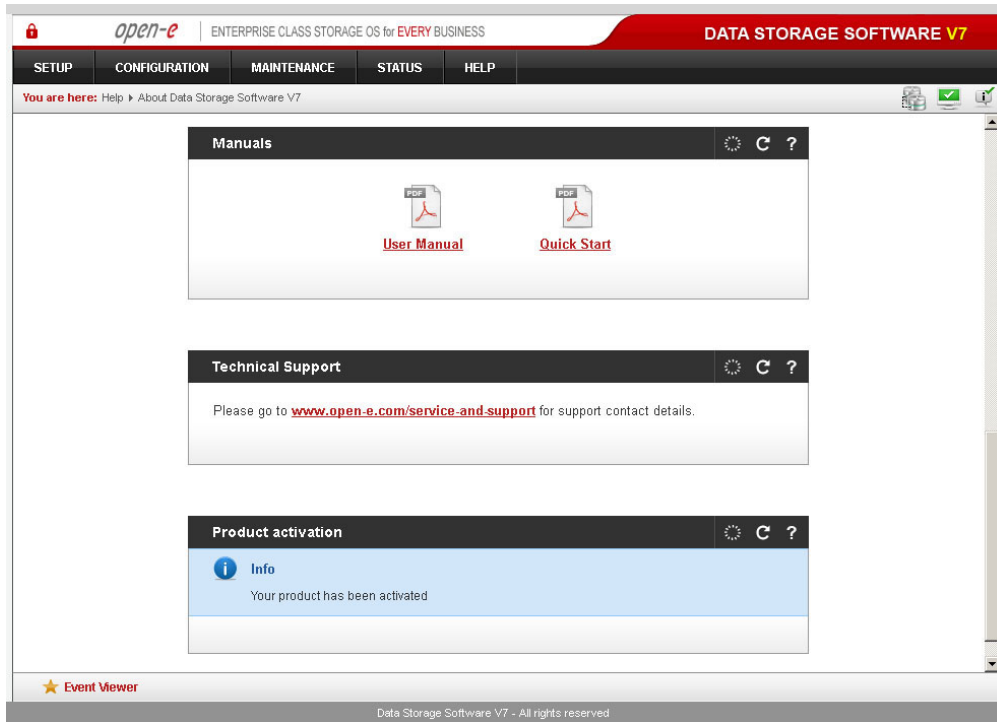 open-e ENTERPRISE CLASS STORAGE OS for EVERY BUSINESS DATA STORAGE SOFTWARE V7
SETUP CONFIGURATION MAINTENANCE STATUS HELP
You are here: Help ▸ About Data Storage Software V7
Manuals ?
PDF PDF
User Manual Quick Start
Technical Support ?
Please go to www.open-e.com/service-and-support for support contact details.
Product activation ?
i Info
Your product has been activated
Event Viewer
Data Storage Software V7 - All rights reserved